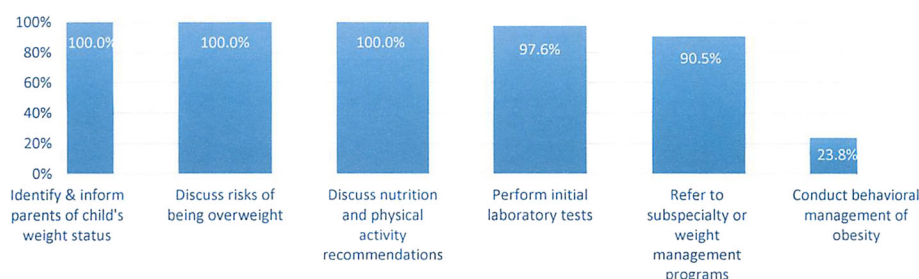 100%
80%
60%
40%
20%
0%
100.0%
100.0%
100.0%
97.6%
90.5%
23.8%
Identify & inform
parents of child's
weight status
Discuss risks of
being overweight
Discuss nutrition
and physical
activity
recommendations
Perform initial
laboratory tests
Refer to
subspecialty or
weight
management
programs
Conduct behavioral
management of
obesity